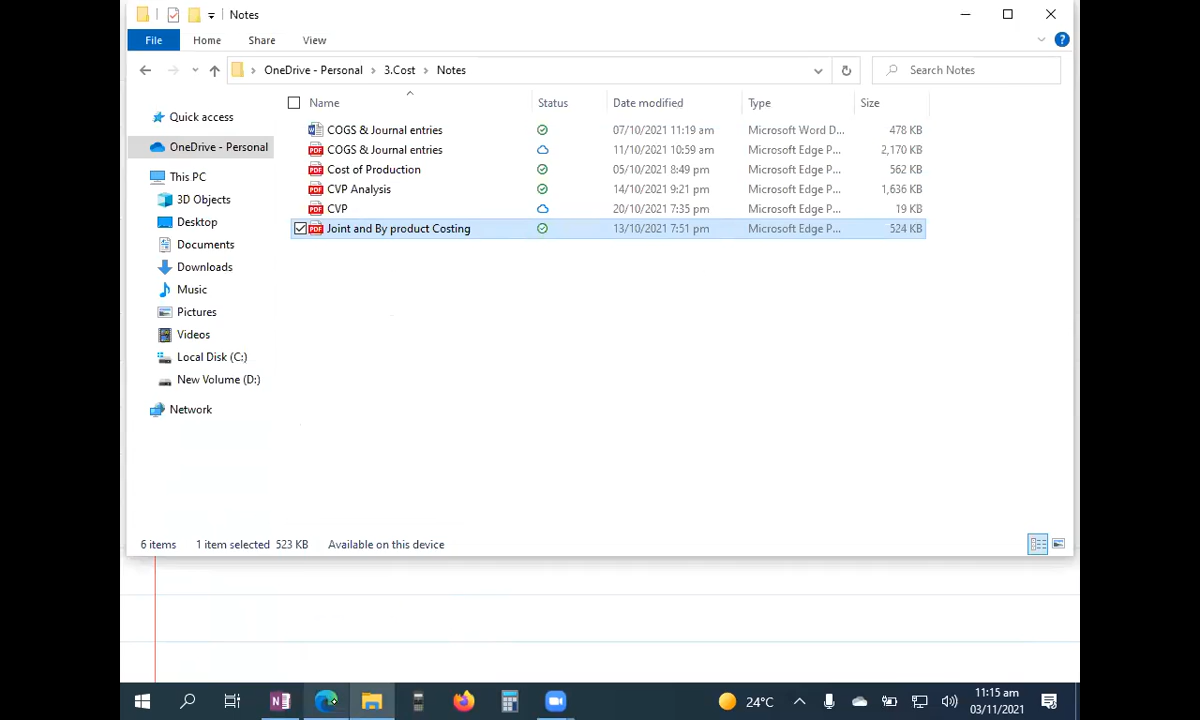 Notes
File Home Share View
OneDrive - Personal 3.Cost Notes Search Notes
Name Status Date modified Type Size
Quick access
OneDrive - Personal
This PC
3D Objects
Desktop
Documents
Downloads
Music
Pictures
Videos
Local Disk (C:)
New Volume (D:)
Network
COGS & Journal entries 07/10/2021 11:19 am Microsoft Word D... 478 KB
COGS & Journal entries 11/10/2021 10:59 am Microsoft Edge P... 2,170 KB
Cost of Production 05/10/2021 8:49 pm Microsoft Edge P... 562 KB
CVP Analysis 14/10/2021 9:21 pm Microsoft Edge P... 1,636 KB
CVP 20/10/2021 7:35 pm Microsoft Edge P... 19 KB
Joint and By product Costing 13/10/2021 7:51 pm Microsoft Edge P... 524 KB
6 items 1 item selected 523 KB Available on this device
24°C 11:15 am
03/11/2021